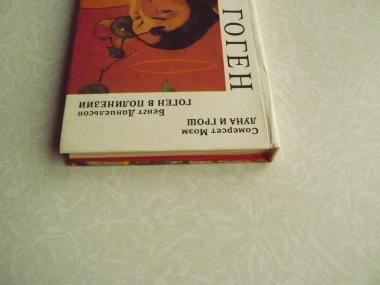 ГОГЕН
Сомерсет Моэм
ЛУНА И ГРОШ
Бенгт Даниельсон
ГОГЕН В ПОЛИНЕЗИИ